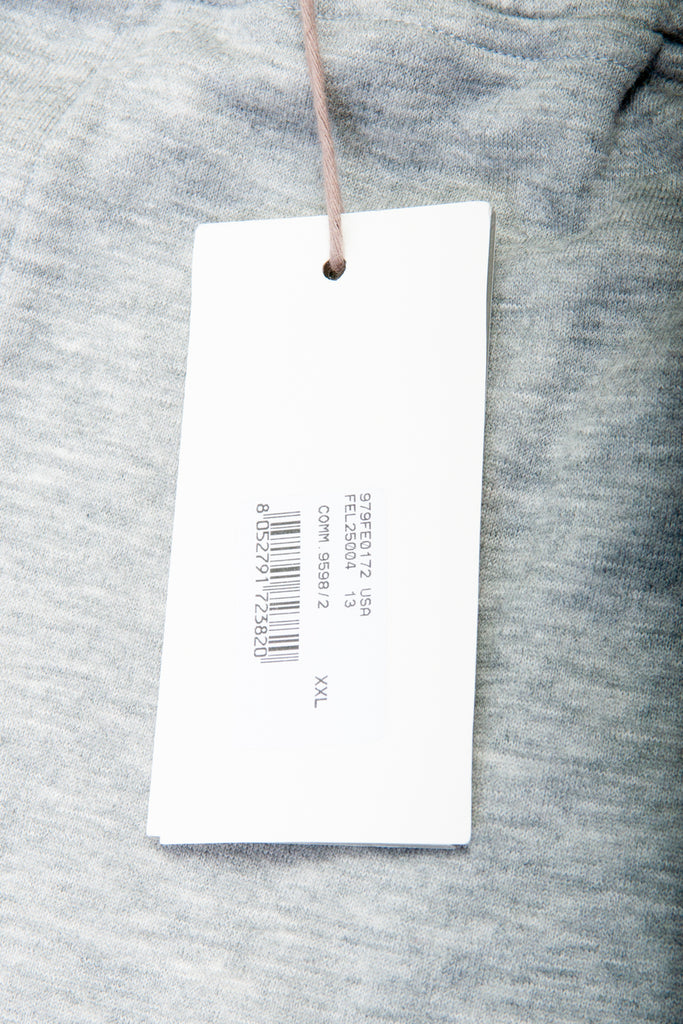 979FE0172 USA
FEL25004 13
COMM.9598/2 XXL
8052791723820